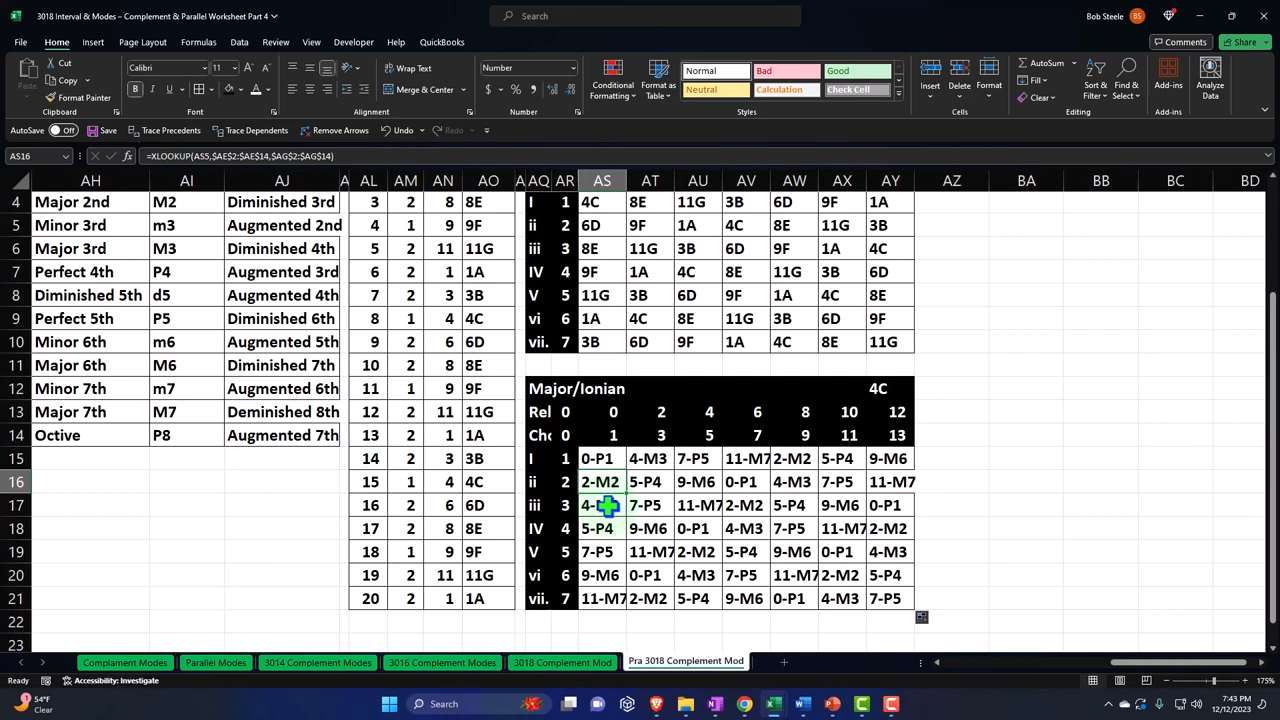 3018 Interval & Modes – Complement & Parallel Worksheet Part 4
Search
Bob Steele BS
File Home Insert Page Layout Formulas Data Review View Developer Help QuickBooks Comments Share
Paste
Cut
Copy
Format Painter
Clipboard
Calibri 11
B I U
Font
Wrap Text
Merge & Center
Alignment
Number
$ % ,
Number
Conditional Formatting
Format as Table
Normal Bad Good
Neutral Calculation Check Cell
Styles
Insert Delete Format
Cells
AutoSum
Fill
Clear
Sort & Filter
Find & Select
Editing
Add-ins
Add-ins
Analyze Data
AutoSave Off Save Trace Precedents Trace Dependents Remove Arrows Undo Redo
AS16 fx =XLOOKUP(AS5,$AE$2:$AE$14,$AG$2:$AG$14)
AH AI AJ AL AM AN AO AQ AR AS AT AU AV AW AX AY AZ BA BB BC BD
4 Major 2nd M2 Diminished 3rd 3 2 8 8E I 1 4C 8E 11G 3B 6D 9F 1A
5 Minor 3rd m3 Augmented 2nd 4 1 9 9F ii 2 6D 9F 1A 4C 8E 11G 3B
6 Major 3rd M3 Diminished 4th 5 2 11 11G iii 3 8E 11G 3B 6D 9F 1A 4C
7 Perfect 4th P4 Augmented 3rd 6 2 1 1A IV 4 9F 1A 4C 8E 11G 3B 6D
8 Diminished 5th d5 Augmented 4th 7 2 3 3B V 5 11G 3B 6D 9F 1A 4C 8E
9 Perfect 5th P5 Diminished 6th 8 1 4 4C vi 6 1A 4C 8E 11G 3B 6D 9F
10 Minor 6th m6 Augmented 5th 9 2 6 6D vii. 7 3B 6D 9F 1A 4C 8E 11G
11 Major 6th M6 Diminished 7th 10 2 8 8E
12 Minor 7th m7 Augmented 6th 11 1 9 9F Major/Ionian 4C
13 Major 7th M7 Deminished 8th 12 2 11 11G Rel 0 0 2 4 6 8 10 12
14 Octive P8 Augmented 7th 13 2 1 1A Cho 0 1 3 5 7 9 11 13
15 14 2 3 3B I 1 0-P1 4-M3 7-P5 11-M7 2-M2 5-P4 9-M6
16 15 1 4 4C ii 2 2-M2 5-P4 9-M6 0-P1 4-M3 7-P5 11-M7
17 16 2 6 6D iii 3 4- 7-P5 11-M7 2-M2 5-P4 9-M6 0-P1
18 17 2 8 8E IV 4 5-P4 9-M6 0-P1 4-M3 7-P5 11-M7 2-M2
19 18 1 9 9F V 5 7-P5 11-M7 2-M2 5-P4 9-M6 0-P1 4-M3
20 19 2 11 11G vi 6 9-M6 0-P1 4-M3 7-P5 11-M7 2-M2 5-P4
21 20 2 1 1A vii. 7 11-M7 2-M2 5-P4 9-M6 0-P1 4-M3 7-P5
22
23
Complament Modes Parallel Modes 3014 Complement Modes 3016 Complement Modes 3018 Complement Mod Pra 3018 Complement Mod
Ready Accessibility: Investigate 175%
54°F
Clear
Search
7:43 PM
12/12/2023